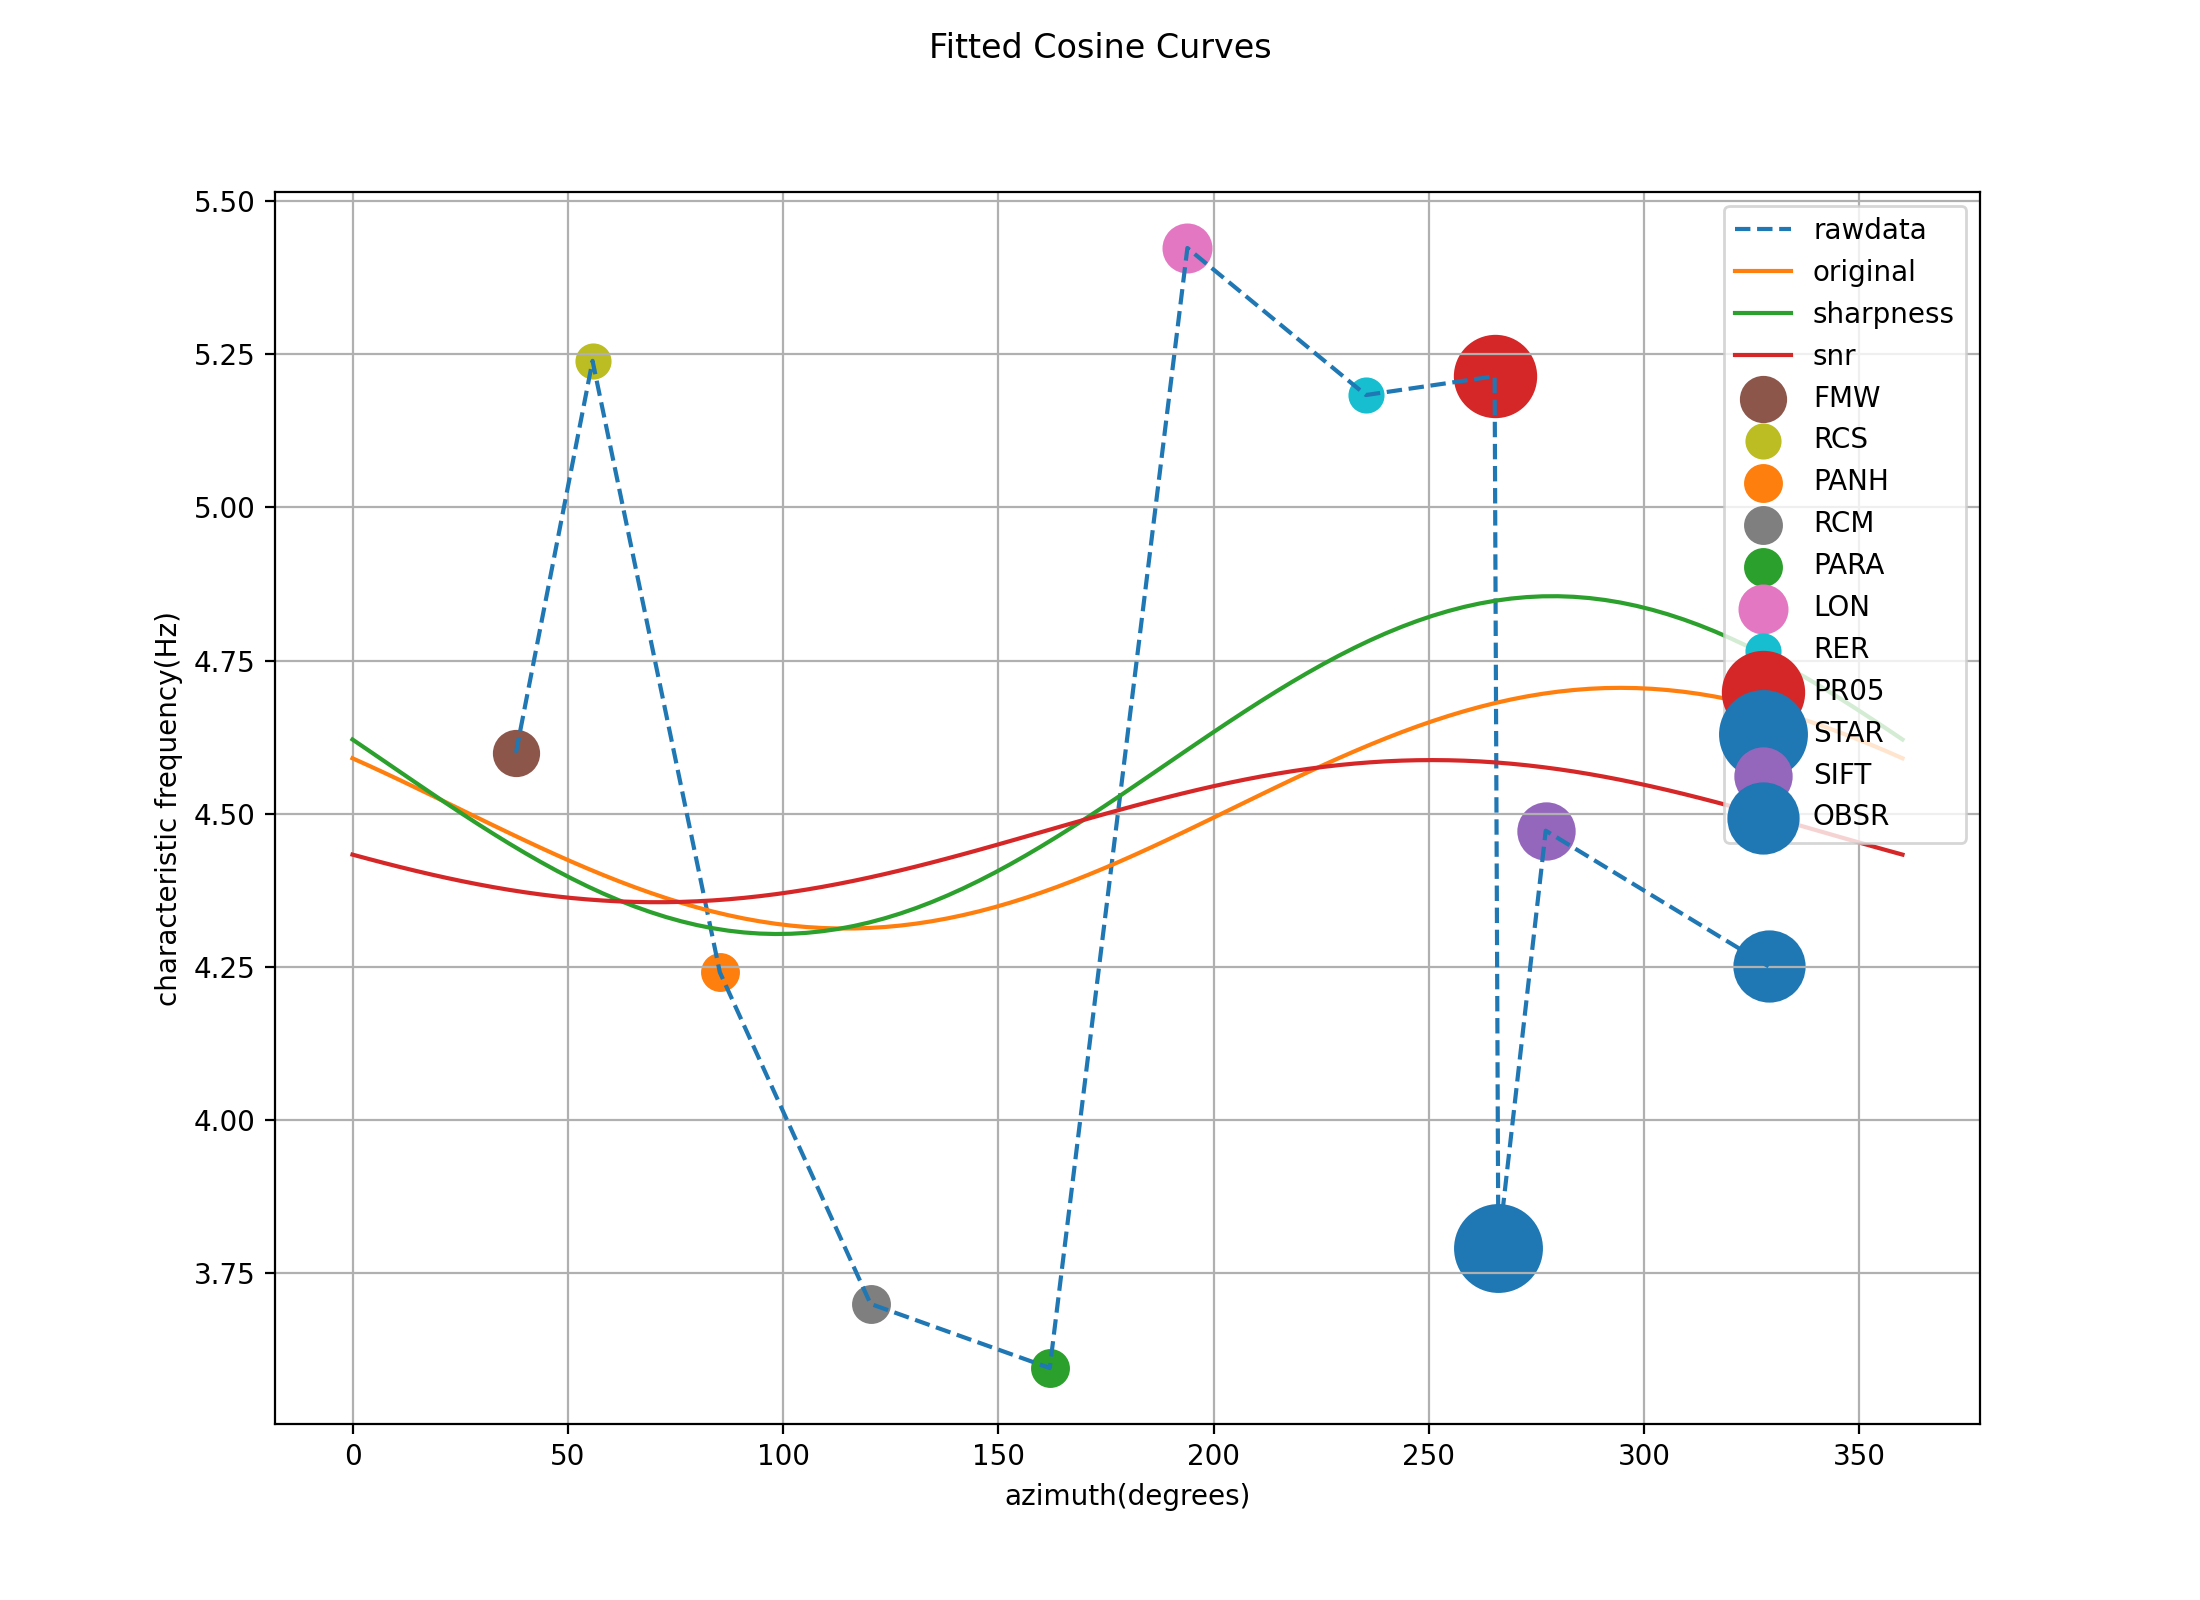 Fitted Cosine Curves
5.50
5.25
5.00
4.75
4.50
4.25
4.00
3.75
characteristic frequency(Hz)
rawdata
original
sharpness
snr
FMW
RCS
PANH
RCM
PARA
LON
RER
PR05
STAR
SIFT
OBSR
0 50 100 150 200 250 300 350
azimuth(degrees)